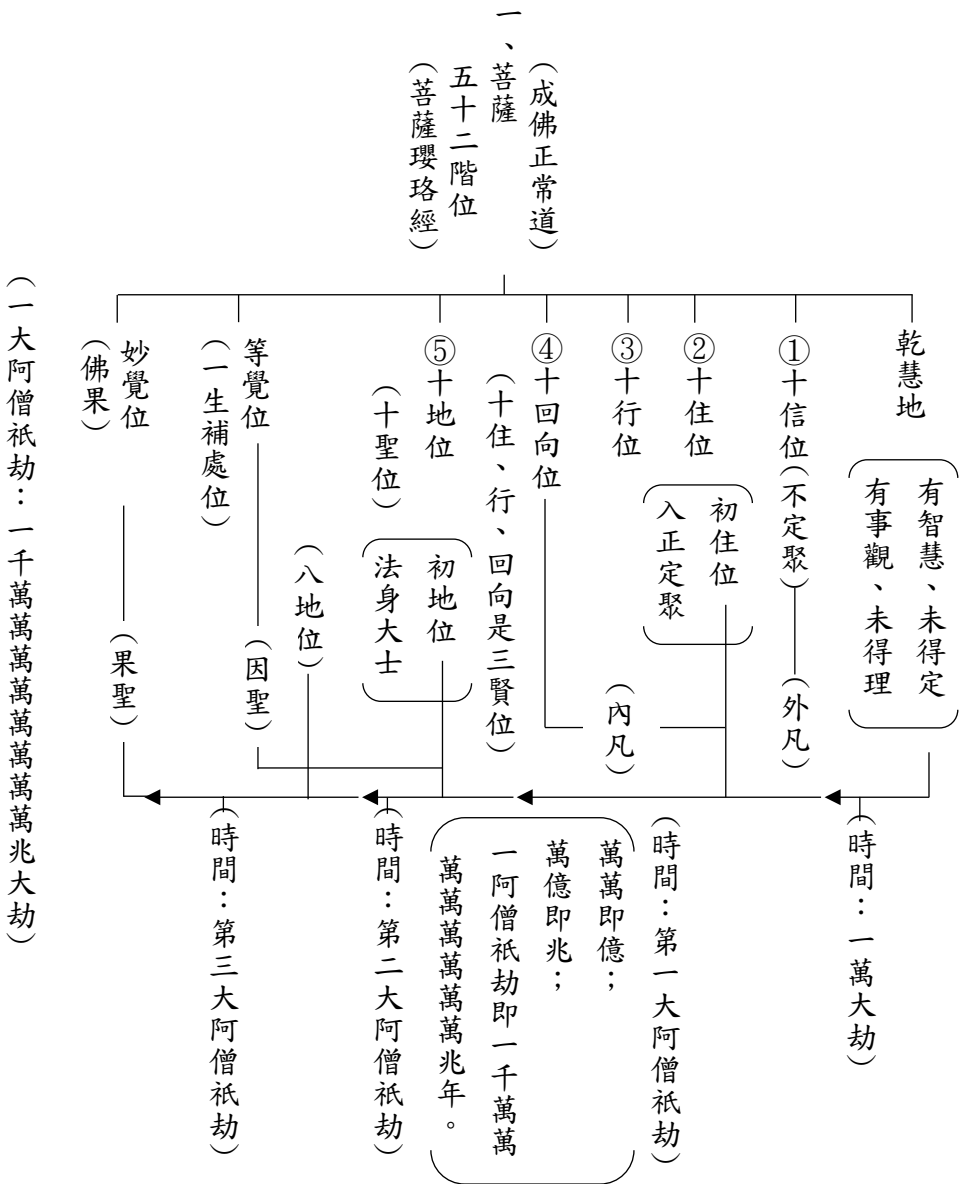 一、菩薩
(成佛正常道)
五十二階位
(菩薩瓔珞經)
乾慧地
有智慧、未得定
有事觀、未得理
(時間：一萬大劫)
①十信位(不定聚)
(外凡)
②十住位
初住位
入正定聚
(時間：第一大阿僧祇劫)
③十行位
(內凡)
萬萬即億；
萬億即兆；
一阿僧祇劫即一千萬萬
萬萬萬萬萬萬兆年。
④十回向位
(十住、行、回向是三賢位)
⑤十地位
(十聖位)
初地位
法身大士
(時間：第二大阿僧祇劫)
(八地位)
等覺位
(一生補處位)
(因聖)
(時間：第三大阿僧祇劫)
妙覺位
(佛果)
(果聖)
(一大阿僧祇劫：一千萬萬萬萬萬萬萬萬兆大劫)